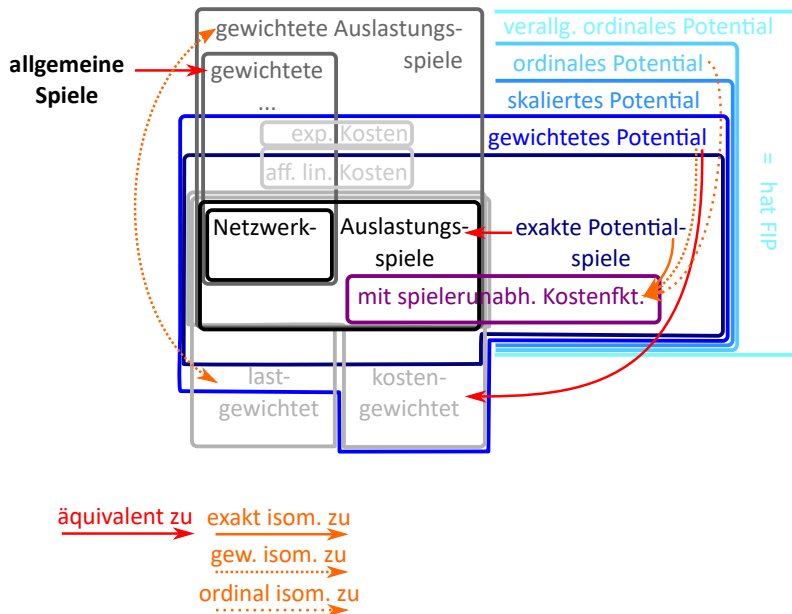 gewichtete Auslastungs-
spiele
verallg. ordinales Potential
allgemeine
Spiele
gewichtete
...
ordinales Potential
skaliertes Potential
exp. Kosten
gewichtetes Potential
aff. lin. Kosten
= hat FIP
Netzwerk-
Auslastungs-
spiele
exakte Potential-
spiele
mit spielerunabh. Kostenfkt.
last-
gewichtet
kosten-
gewichtet
äquivalent zu
exakt isom. zu
gew. isom. zu
ordinal isom. zu